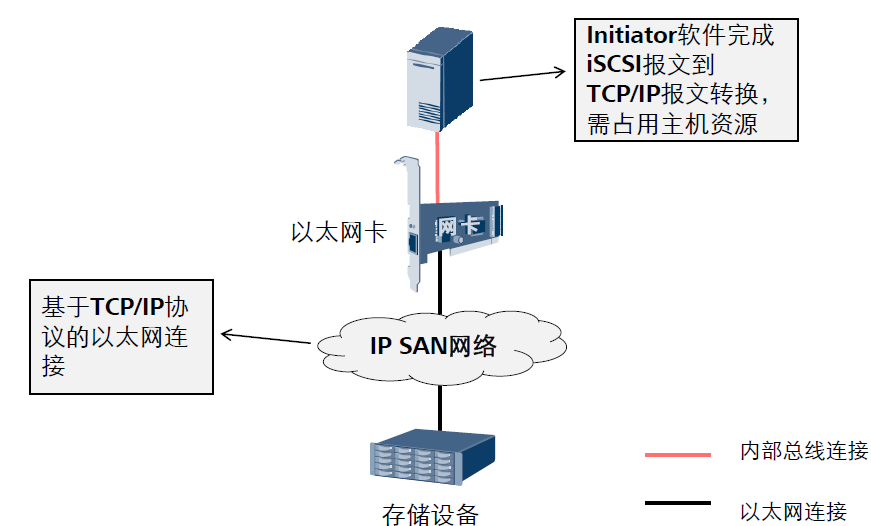 Initiator软件完成
iSCSI报文到
TCP/IP报文转换，
需占用主机资源
以太网卡
网卡
基于TCP/IP协
议的以太网连
接
IP SAN网络
存储设备
内部总线连接
以太网连接